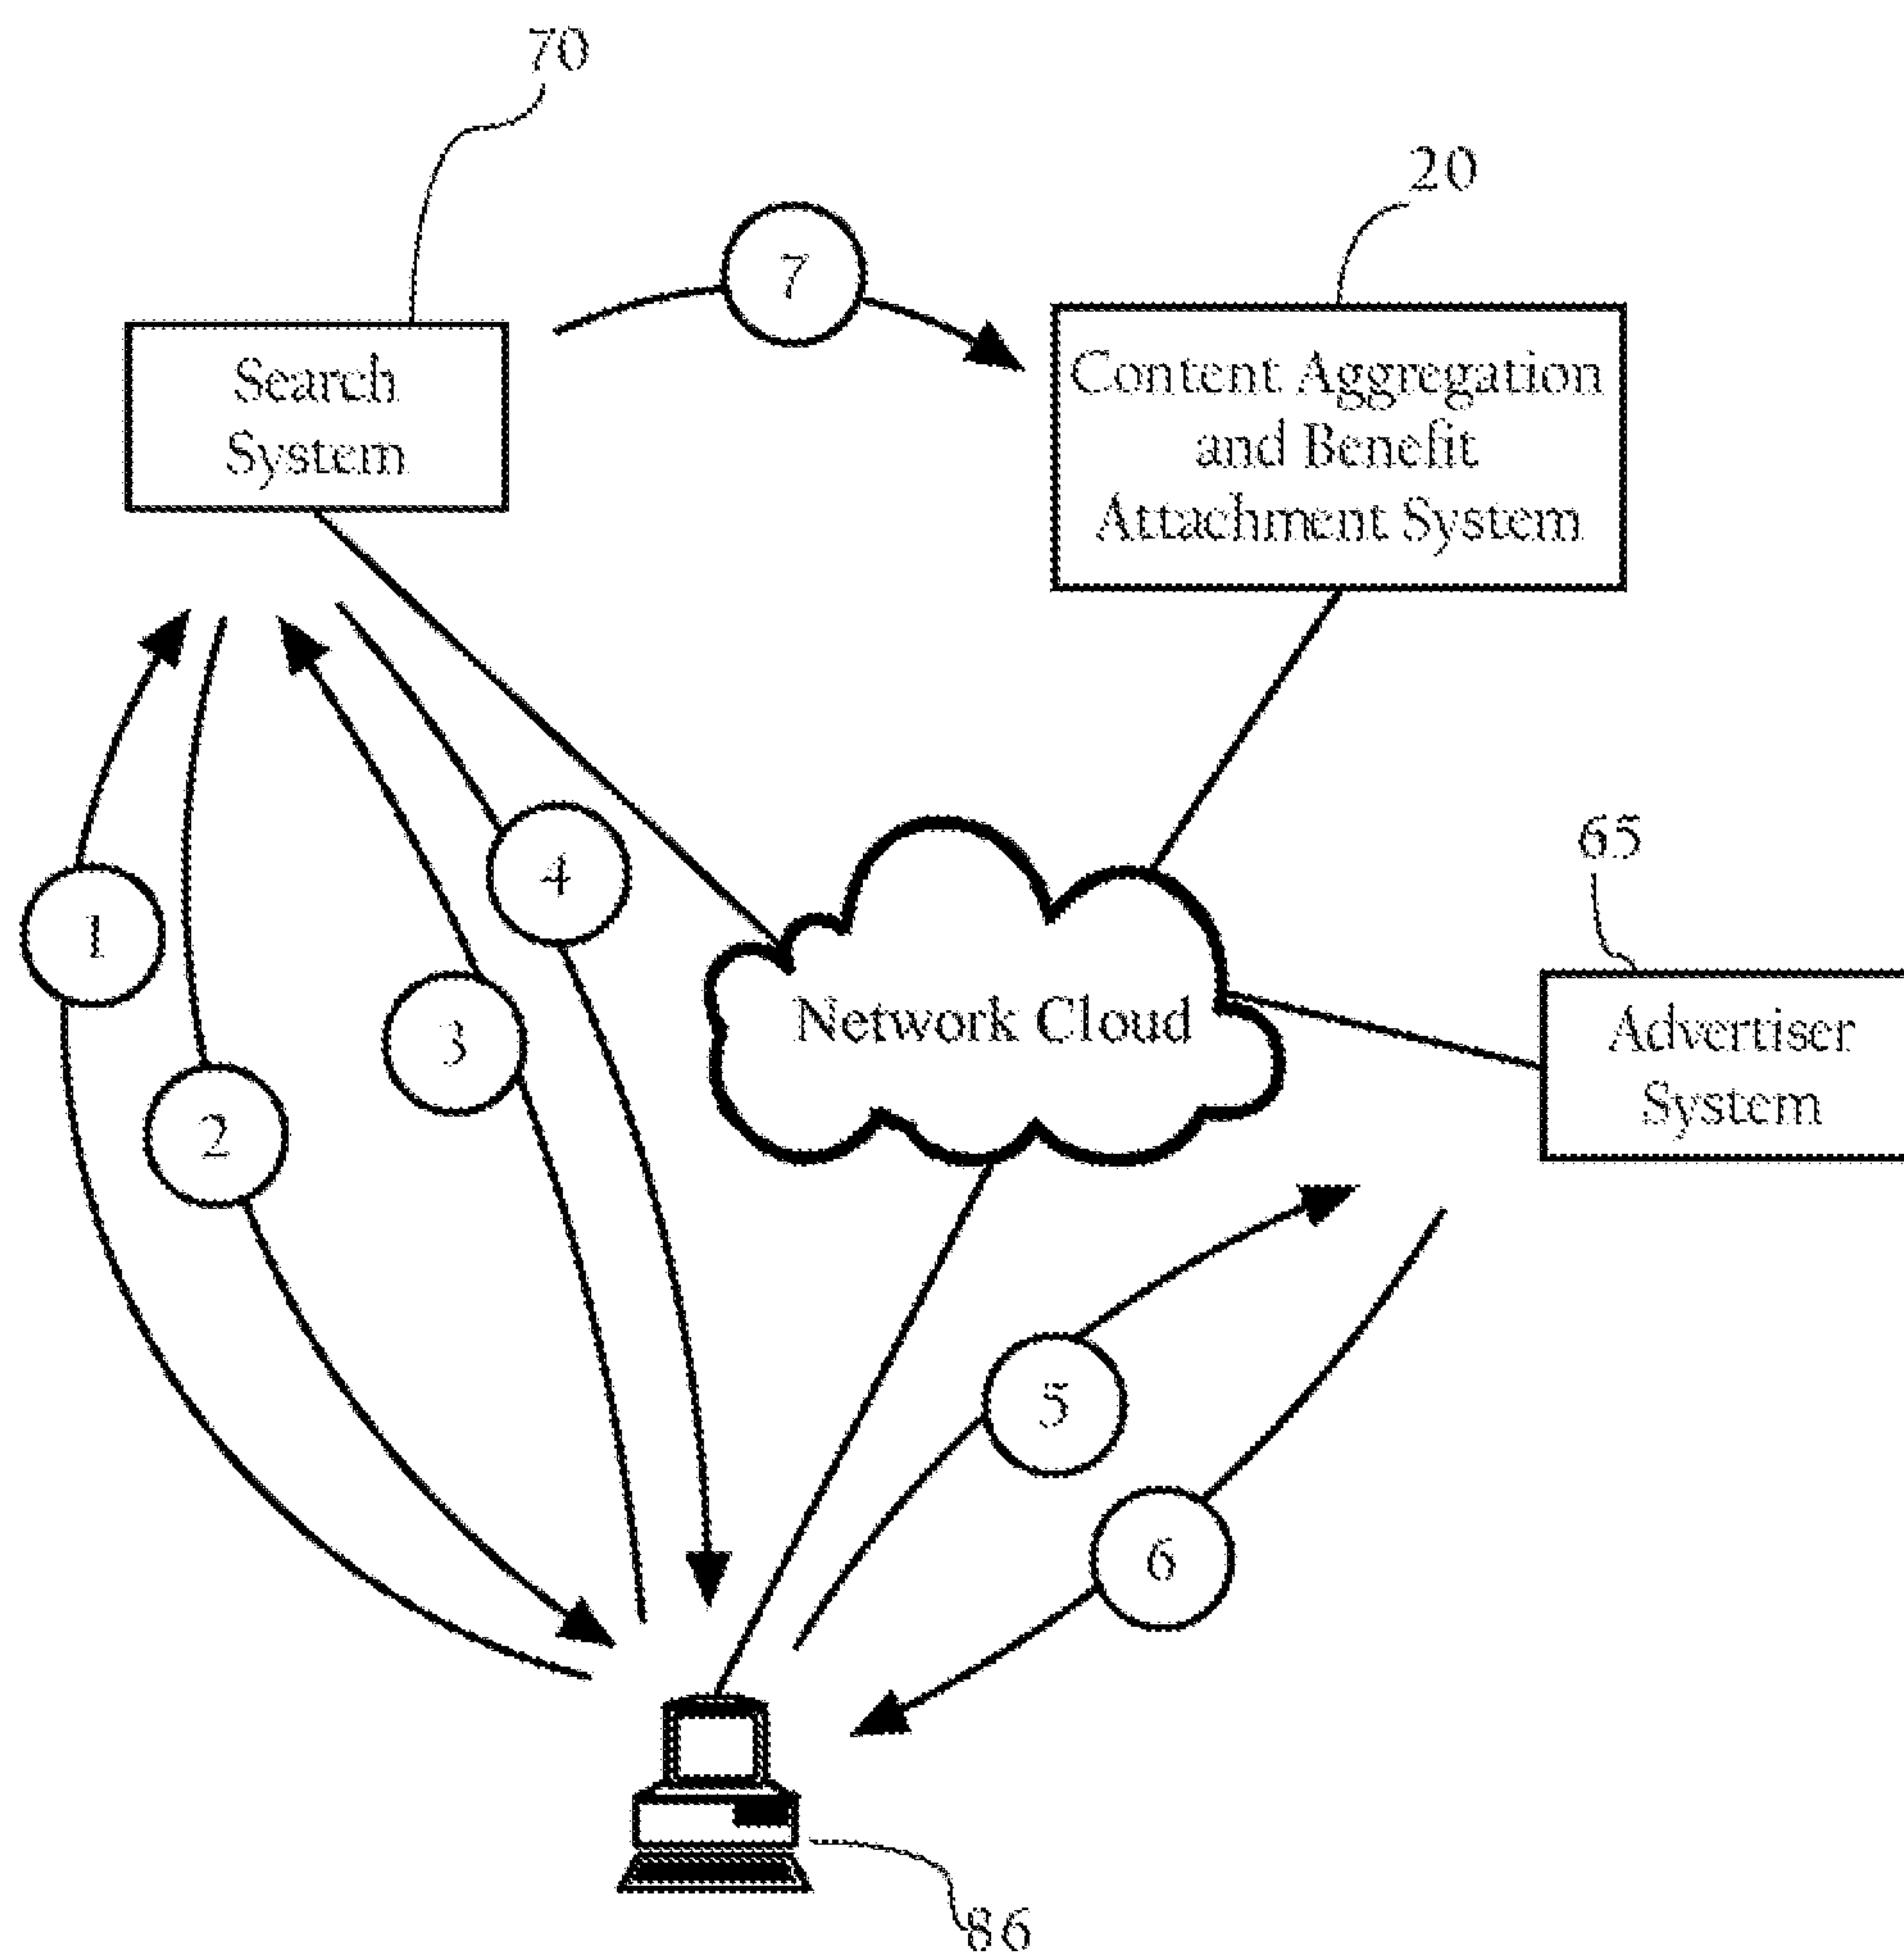 70
20
7
Search
System
Content Aggregation
and Benefit
Attachment System
4
65
1
3
Network Cloud
Advertiser
System
2
5
6
86